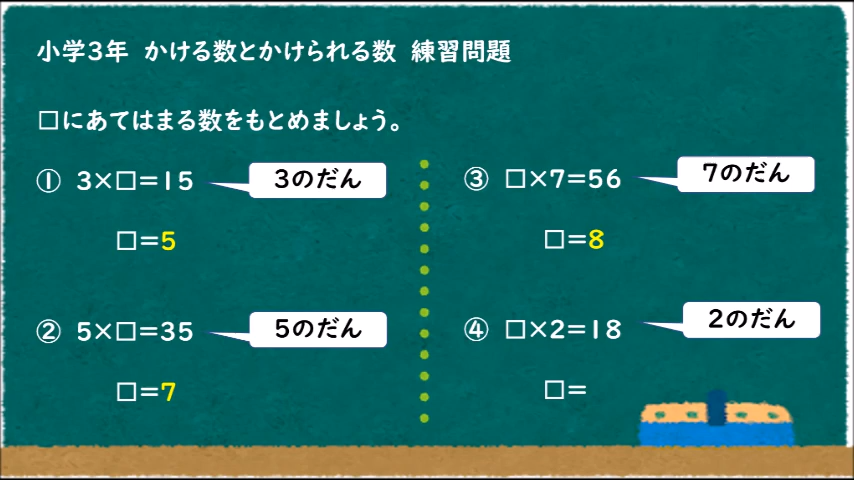 小学3年 かける数とかけられる数 練習問題
□にあてはまる数をもとめましょう。
① 3×□=15
3のだん
□=5
② 5×□=35
5のだん
□=7
③ □×7=56
7のだん
□=8
④ □×2=18
2のだん
□=